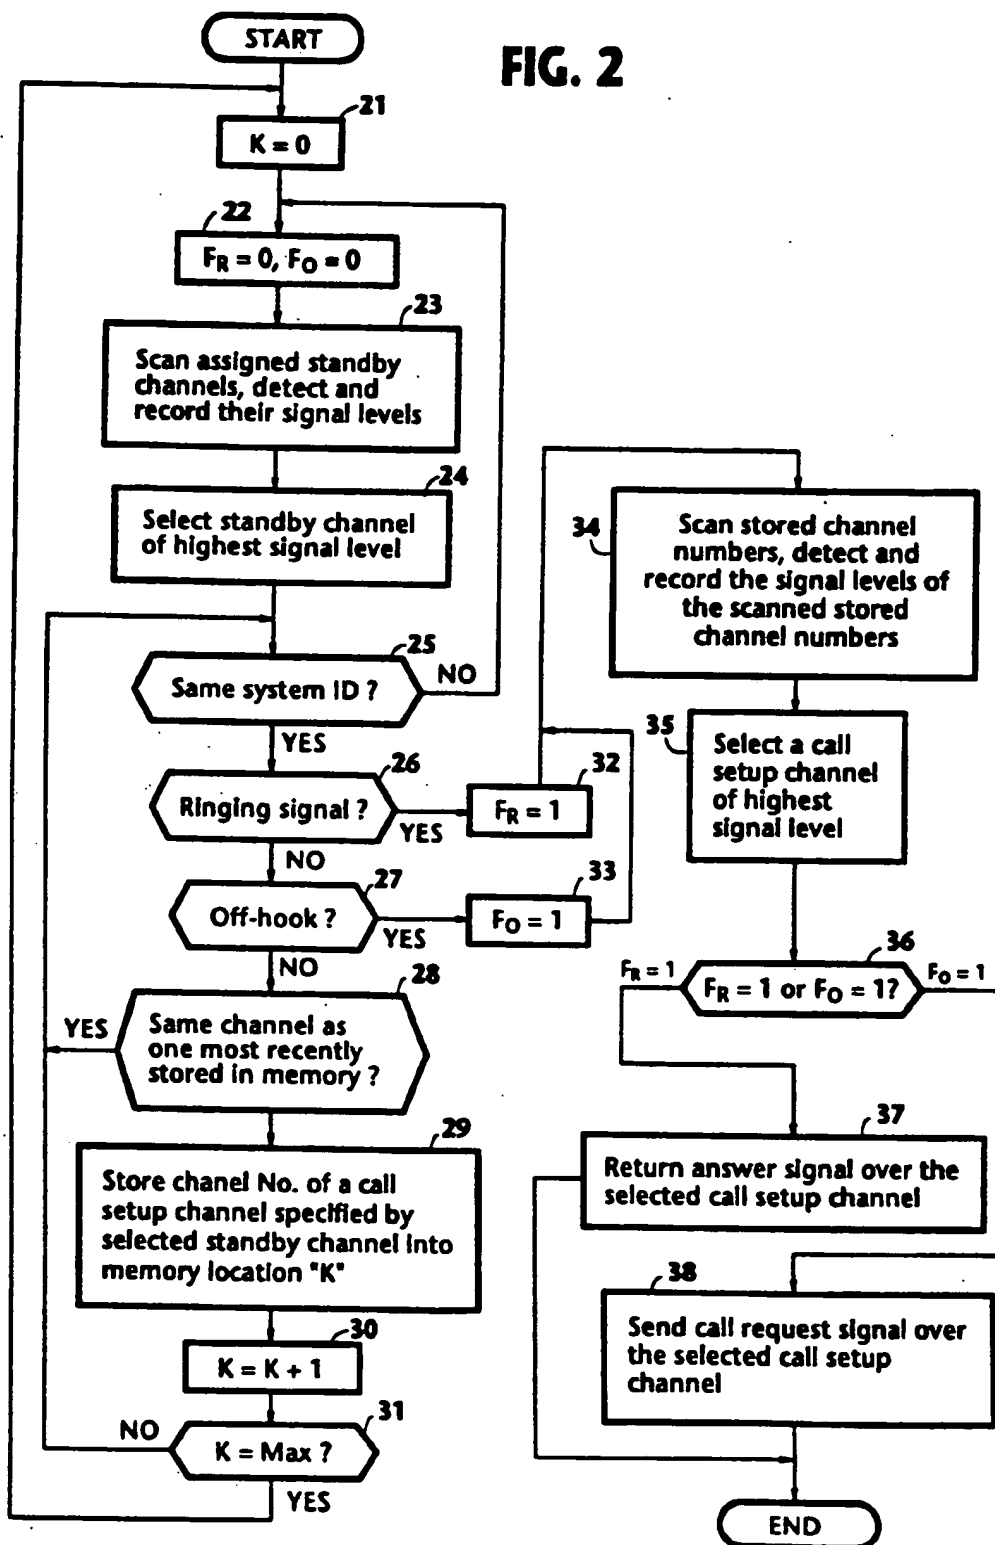 START
FIG. 2
21
K = 0
22
FR = 0, FO = 0
23
Scan assigned standby
channels, detect and
record their signal levels
24
Select standby channel
of highest signal level
25
Same system ID ?
NO
YES
26
Ringing signal ?
YES
NO
32
FR = 1
27
Off-hook ?
YES
NO
33
FO = 1
28
Same channel as
one most recently
stored in memory ?
YES
29
Store chanel No. of a call
setup channel specified by
selected standby channel into
memory location "K"
30
K = K + 1
31
K = Max ?
NO
YES
34
Scan stored channel
numbers, detect and
record the signal levels of
the scanned stored
channel numbers
35
Select a call
setup channel
of highest
signal level
36
FR = 1 or FO = 1?
FR = 1
FO = 1
37
Return answer signal over the
selected call setup channel
38
Send call request signal over
the selected call setup
channel
END